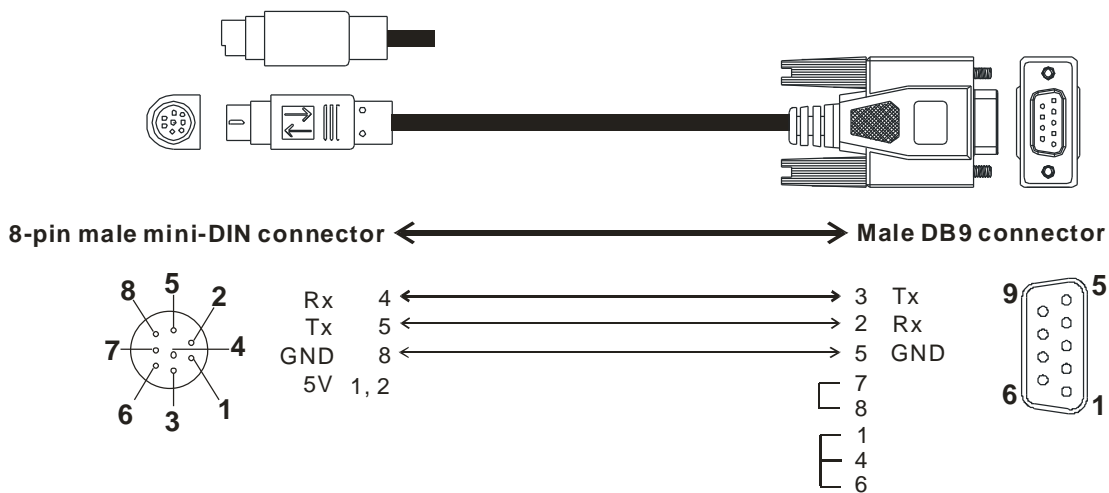 8-pin male mini-DIN connector Male DB9 connector
8 5 2
7 4
6 3 1
Rx 4 3 Tx
Tx 5 2 Rx
GND 8 5 GND
5V 1, 2
7
8
1
4
6
9 5
6 1